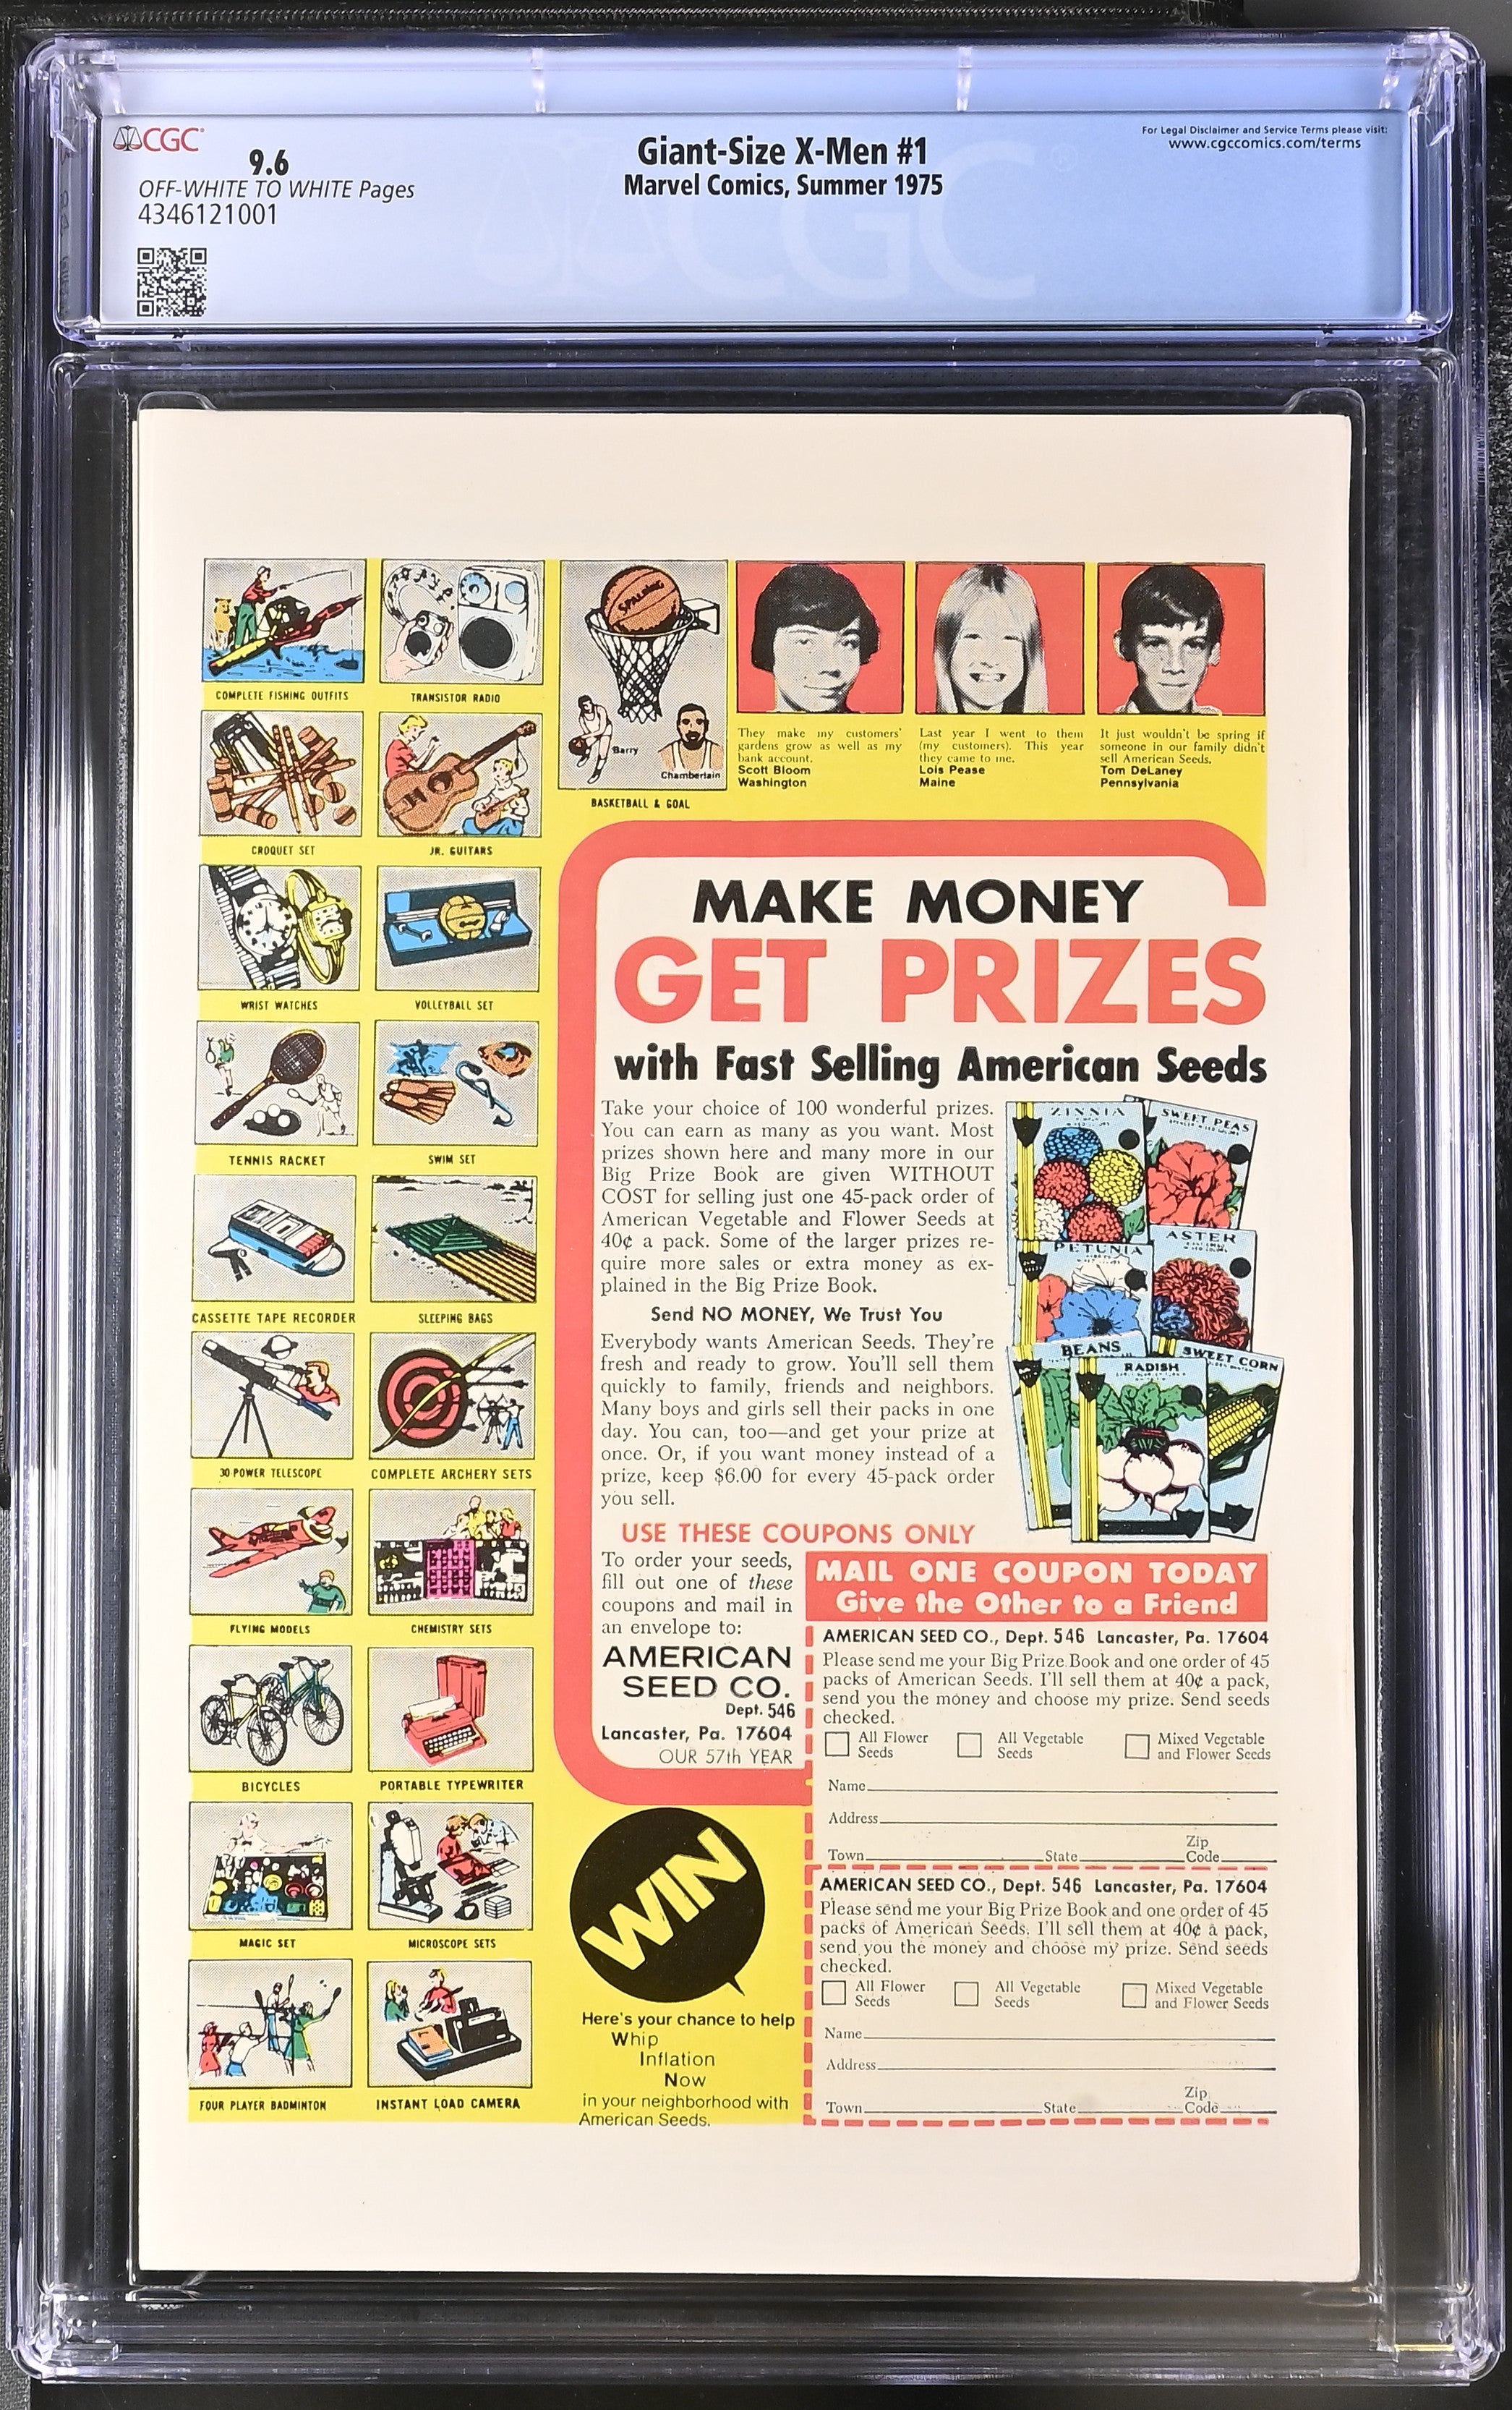 CGC
9.6
OFF-WHITE TO WHITE Pages
4346121001
Giant-Size X-Men #1
Marvel Comics, Summer 1975
For Legal Disclaimer and Service Terms please visit:
www.cgccomics.com/terms
CGC
COMPLETE FISHING OUTFITS
TRANSISTOR RADIO
CROQUET SET
JR. GUITARS
WRIST WATCHES
VOLLEYBALL SET
TENNIS RACKET
SWIM SET
CASSETTE TAPE RECORDER
SLEEPING BAGS
30 POWER TELESCOPE
COMPLETE ARCHERY SETS
FLYING MODELS
CHEMISTRY SETS
BICYCLES
PORTABLE TYPEWRITER
MAGIC SET
MICROSCOPE SETS
FOUR PLAYER BADMINTON
INSTANT LOAD CAMERA
SPALDING
Barry
Chamberlain
BASKETBALL & GOAL
They make my customers'
gardens grow as well as my
bank account.
Scott Bloom
Washington
Last year I went to them
(my customers). This year
they came to me.
Lois Pease
Maine
It just wouldn't be spring if
someone in our family didn't
sell American Seeds.
Tom DeLaney
Pennsylvania
MAKE MONEY
GET PRIZES
with Fast Selling American Seeds
Take your choice of 100 wonderful prizes.
You can earn as many as you want. Most
prizes shown here and many more in our
Big Prize Book are given WITHOUT
COST for selling just one 45-pack order of
American Vegetable and Flower Seeds at
40¢ a pack. Some of the larger prizes re-
quire more sales or extra money as ex-
plained in the Big Prize Book.
Send NO MONEY, We Trust You
Everybody wants American Seeds. They're
fresh and ready to grow. You'll sell them
quickly to family, friends and neighbors.
Many boys and girls sell their packs in one
day. You can, too—and get your prize at
once. Or, if you want money instead of a
prize, keep $6.00 for every 45-pack order
you sell.
ZINNIA
SWEET PEAS
PETUNIA
ASTER
BEANS
RADISH
SWEET CORN
USE THESE COUPONS ONLY
To order your seeds,
fill out one of these
coupons and mail in
an envelope to:
AMERICAN
SEED CO.
Dept. 546
Lancaster, Pa. 17604
OUR 57th YEAR
MAIL ONE COUPON TODAY
Give the Other to a Friend
AMERICAN SEED CO., Dept. 546 Lancaster, Pa. 17604
Please send me your Big Prize Book and one order of 45
packs of American Seeds. I'll sell them at 40¢ a pack,
send you the money and choose my prize. Send seeds
checked.
All Flower
Seeds
All Vegetable
Seeds
Mixed Vegetable
and Flower Seeds
Name
Address
Town State Zip Code
AMERICAN SEED CO., Dept. 546 Lancaster, Pa. 17604
Please send me your Big Prize Book and one order of 45
packs of American Seeds. I'll sell them at 40¢ a pack,
send you the money and choose my prize. Send seeds
checked.
All Flower
Seeds
All Vegetable
Seeds
Mixed Vegetable
and Flower Seeds
Name
Address
Town State Zip Code
WIN
Here's your chance to help
Whip
Inflation
Now
in your neighborhood with
American Seeds.